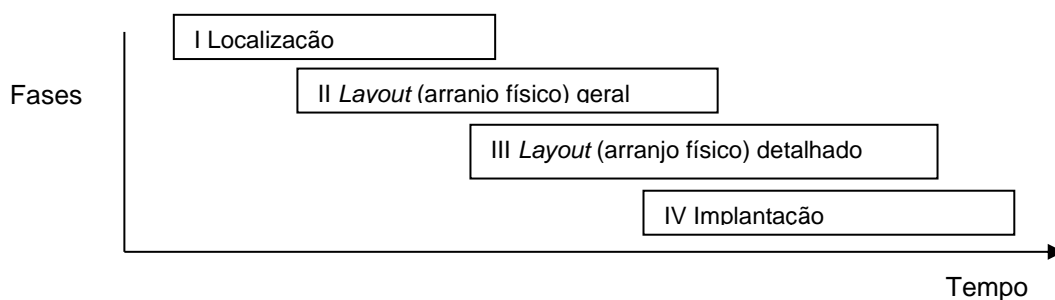 I Localização
Fases
II Layout (arranjo físico) geral
III Layout (arranjo físico) detalhado
IV Implantação
Tempo